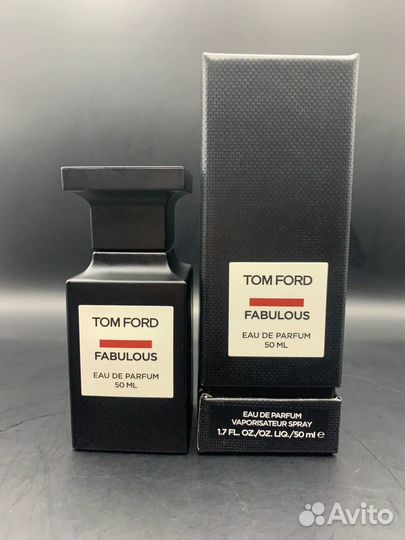 TOM FORD
FABULOUS
EAU DE PARFUM
50 ML
TOM FORD
FABULOUS
EAU DE PARFUM
50 ML
EAU DE PARFUM
VAPORISATEUR SPRAY
1.7 FL. OZ./OZ. LIQ./50 ml e
Avito